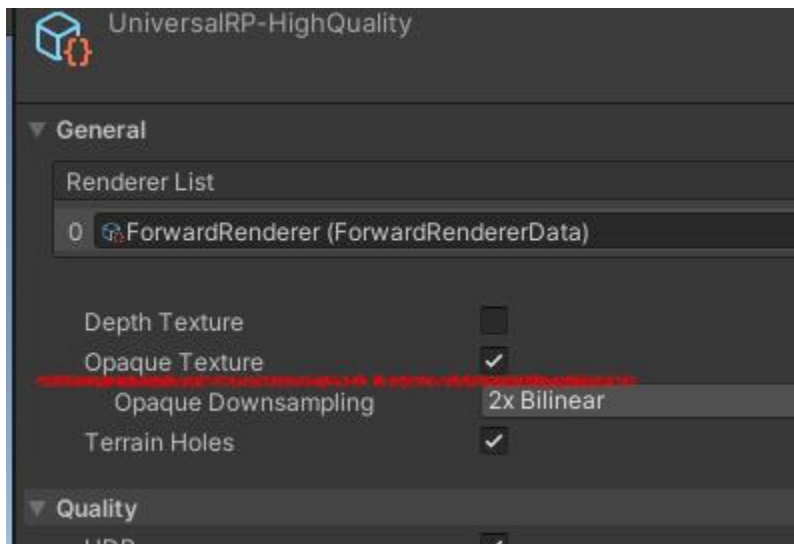 UniversalRP-HighQuality
General
Renderer List
0 ForwardRenderer (ForwardRendererData)
Depth Texture
Opaque Texture
Opaque Downsampling 2x Bilinear
Terrain Holes
Quality
HDR